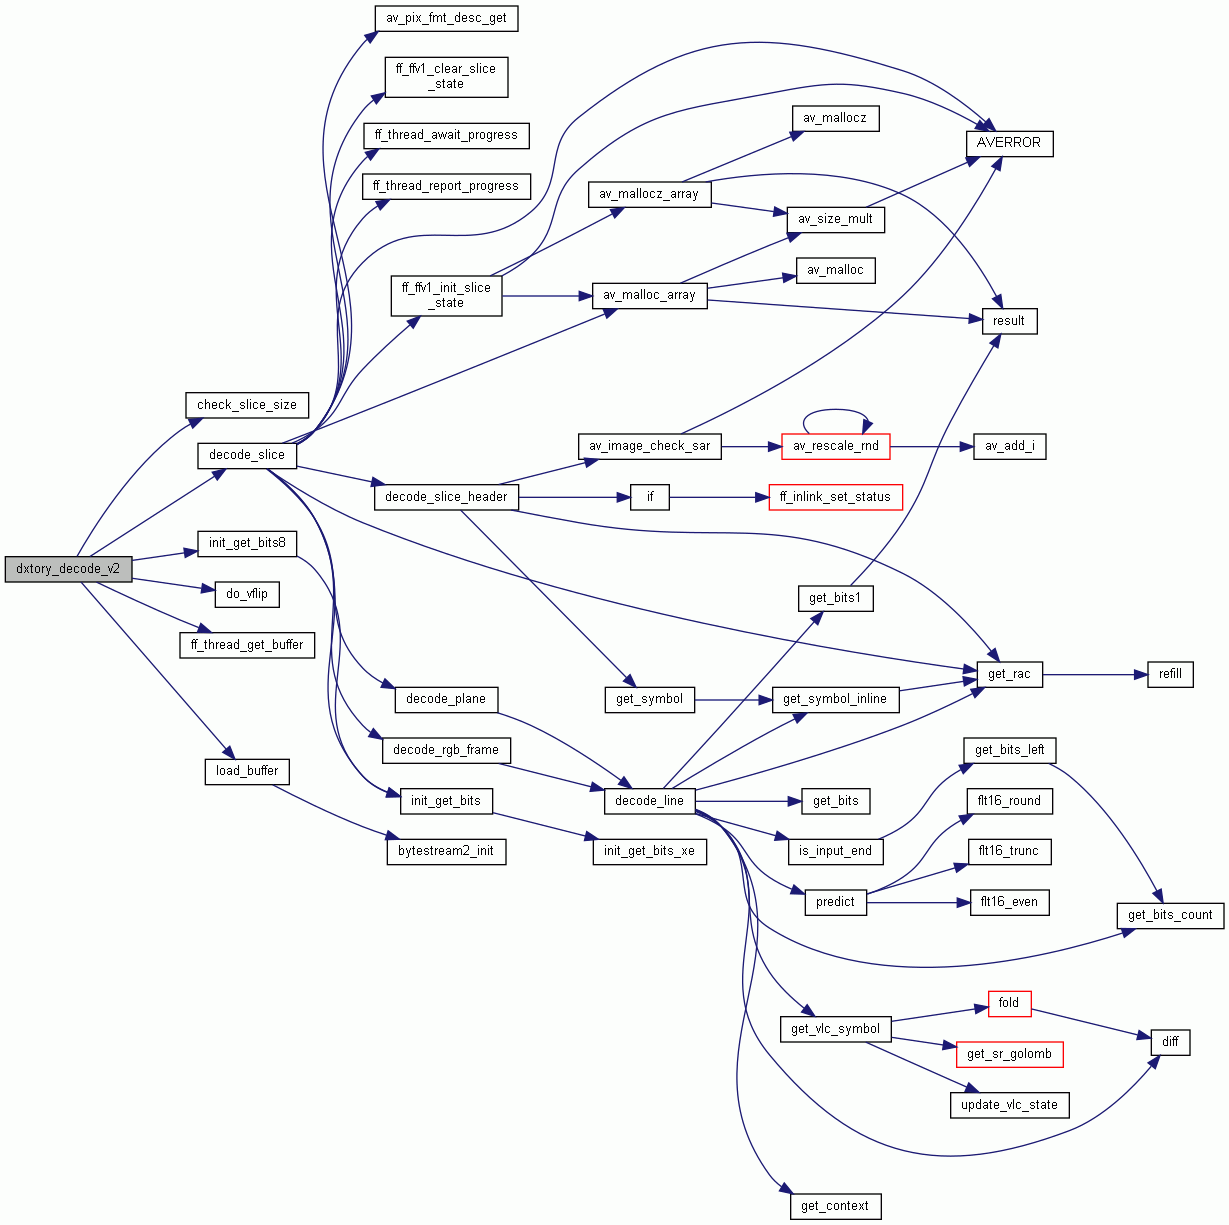 av_pix_fmt_desc_get
ff_ffv1_clear_slice
_state
ff_thread_await_progress
ff_thread_report_progress
av_mallocz
AVERROR
av_mallocz_array
av_size_mult
av_malloc
ff_ffv1_init_slice
_state
av_malloc_array
result
check_slice_size
decode_slice
av_image_check_sar
av_rescale_rnd
av_add_i
decode_slice_header
if
ff_inlink_set_status
init_get_bits8
dxtory_decode_v2
do_vflip
get_bits1
ff_thread_get_buffer
get_rac
refill
decode_plane
get_symbol
get_symbol_inline
decode_rgb_frame
get_bits_left
load_buffer
init_get_bits
decode_line
get_bits
flt16_round
bytestream2_init
init_get_bits_xe
is_input_end
flt16_trunc
predict
flt16_even
get_bits_count
fold
get_vlc_symbol
diff
get_sr_golomb
update_vlc_state
get_context